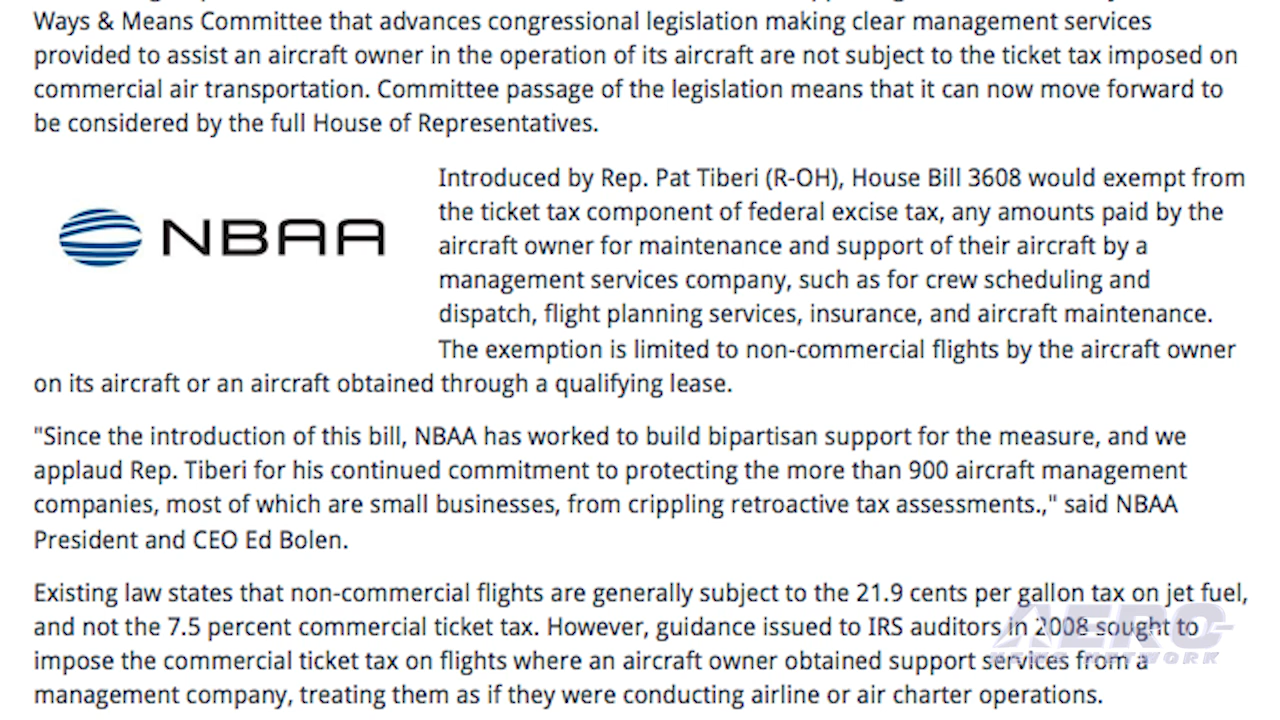 Ways & Means Committee that advances congressional legislation making clear management services
provided to assist an aircraft owner in the operation of its aircraft are not subject to the ticket tax imposed on
commercial air transportation. Committee passage of the legislation means that it can now move forward to
be considered by the full House of Representatives.
NBAA
Introduced by Rep. Pat Tiberi (R-OH), House Bill 3608 would exempt from
the ticket tax component of federal excise tax, any amounts paid by the
aircraft owner for maintenance and support of their aircraft by a
management services company, such as for crew scheduling and
dispatch, flight planning services, insurance, and aircraft maintenance.
The exemption is limited to non-commercial flights by the aircraft owner
on its aircraft or an aircraft obtained through a qualifying lease.
"Since the introduction of this bill, NBAA has worked to build bipartisan support for the measure, and we
applaud Rep. Tiberi for his continued commitment to protecting the more than 900 aircraft management
companies, most of which are small businesses, from crippling retroactive tax assessments.," said NBAA
President and CEO Ed Bolen.
Existing law states that non-commercial flights are generally subject to the 21.9 cents per gallon tax on jet fuel,
and not the 7.5 percent commercial ticket tax. However, guidance issued to IRS auditors in 2008 sought to
impose the commercial ticket tax on flights where an aircraft owner obtained support services from a
management company, treating them as if they were conducting airline or air charter operations.
AERO
NEWS NETWORK